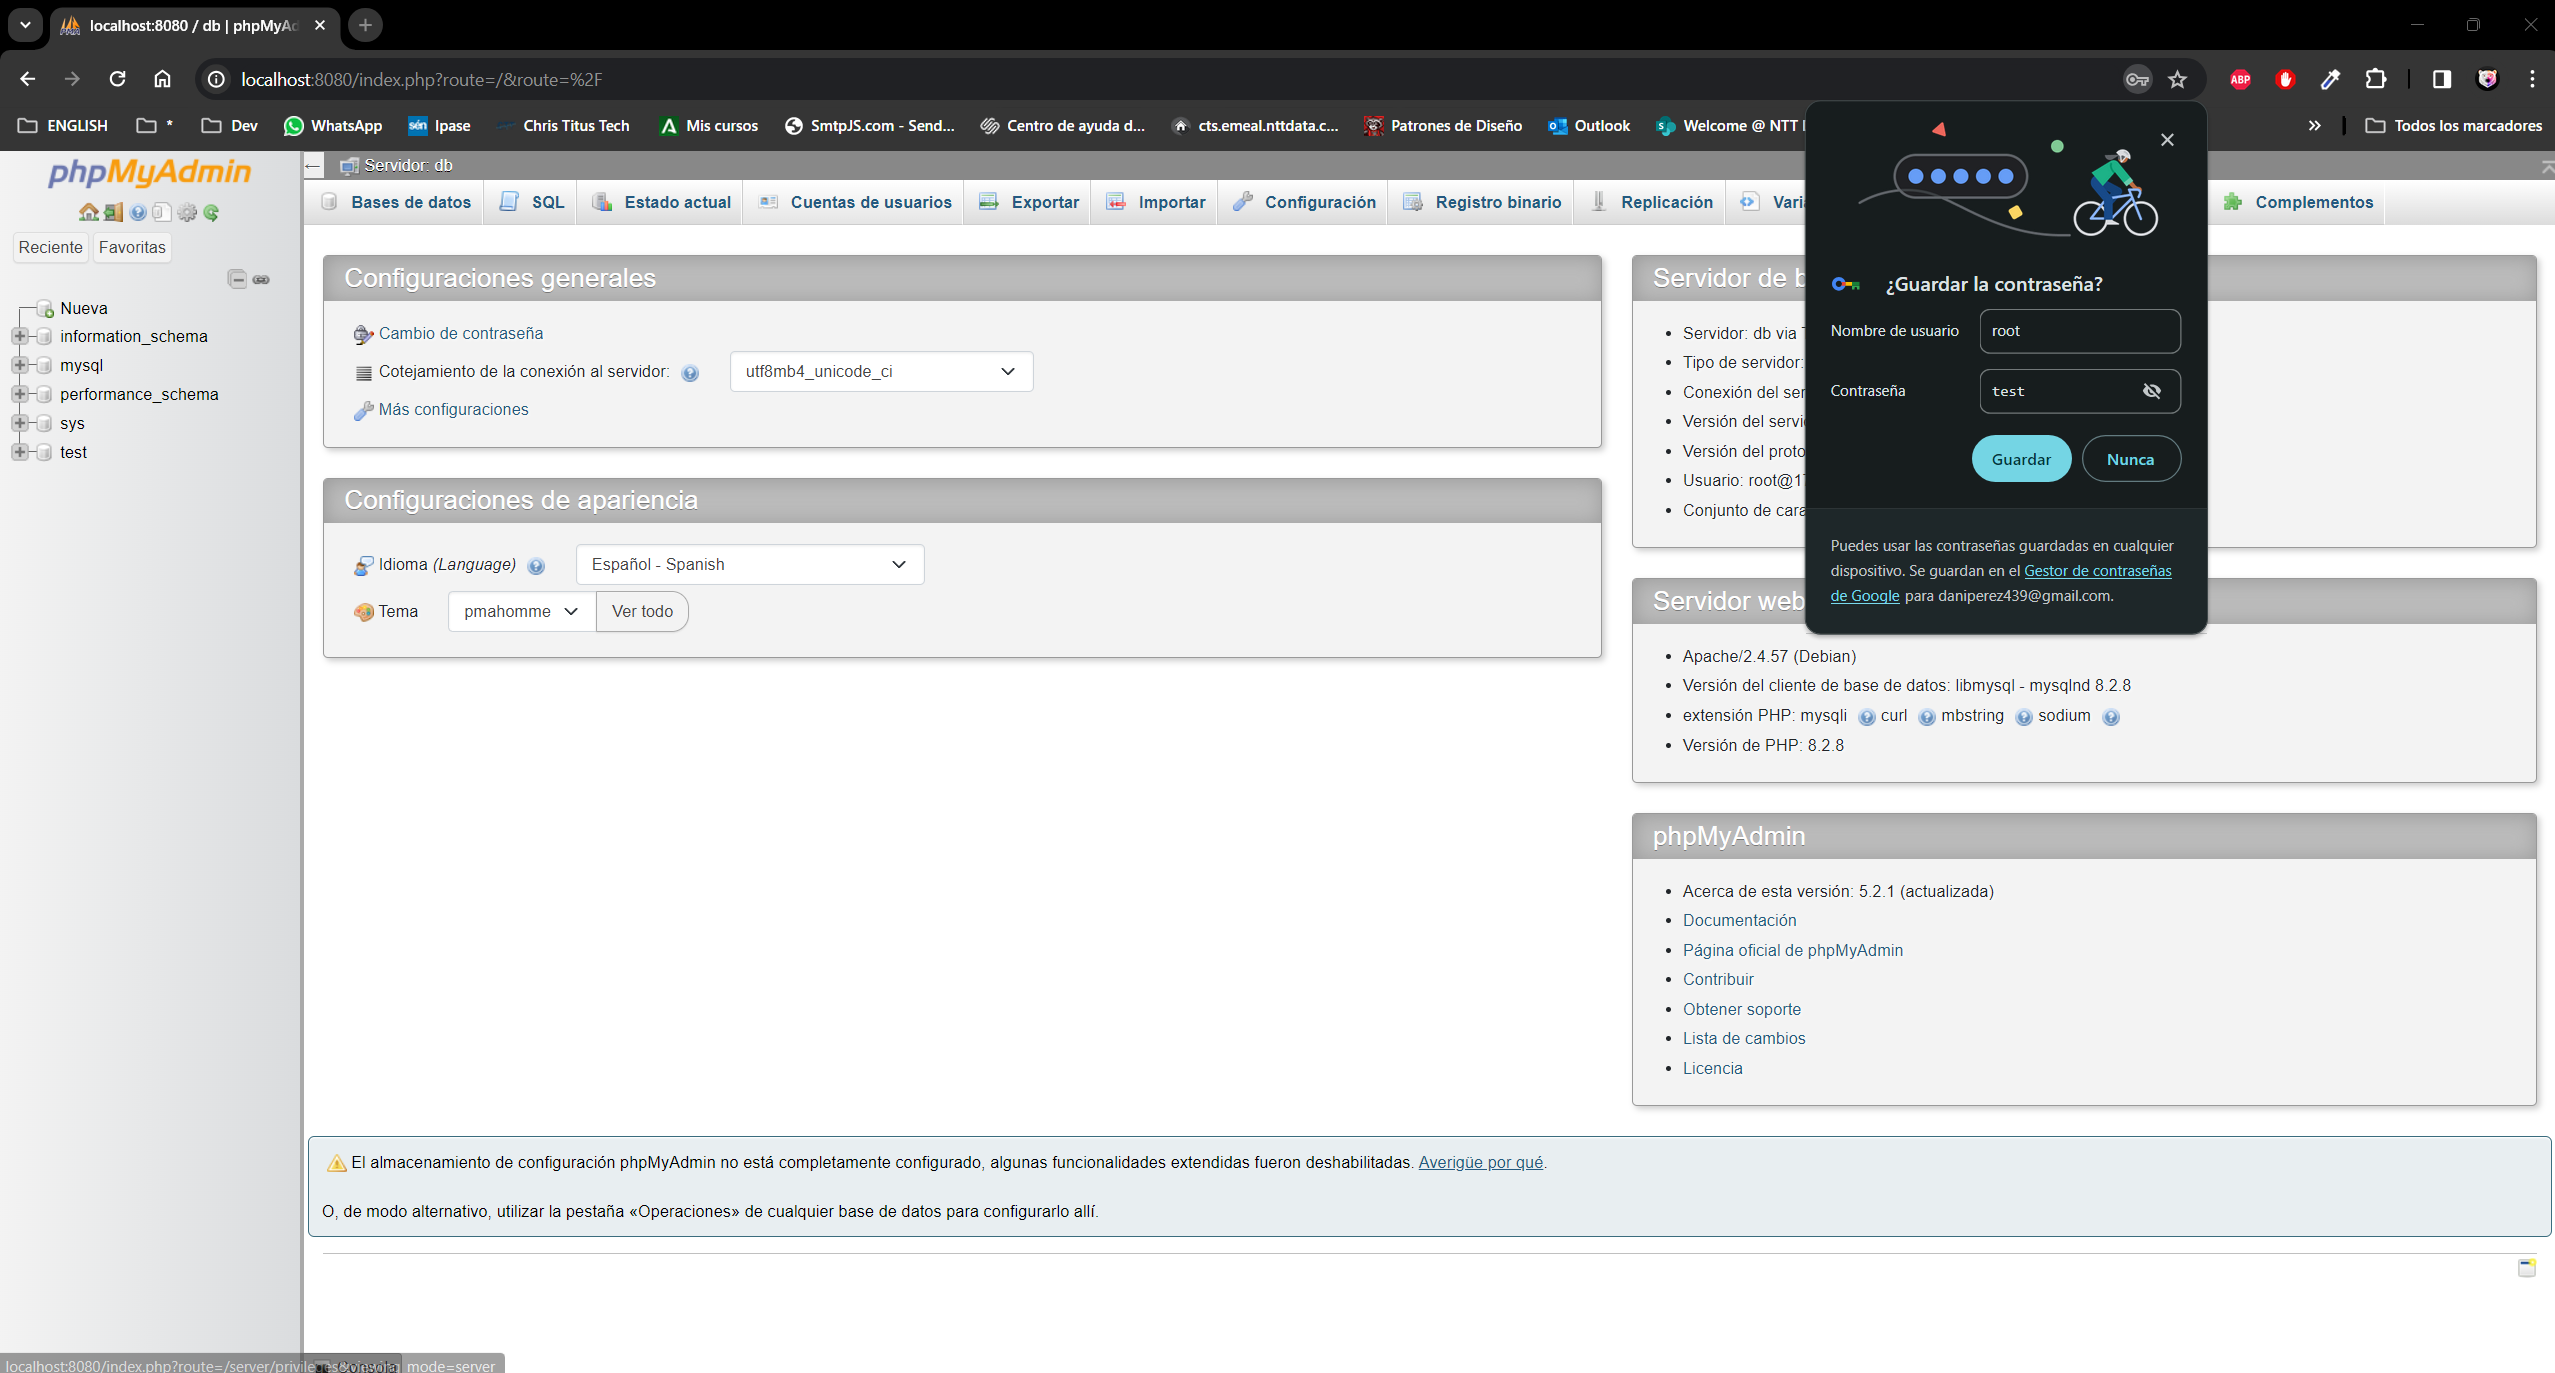 localhost:8080 / db | phpMyAd
localhost:8080/index.php?route=/&route=%2F
ABP
ENGLISH
*
Dev
WhatsApp
sén
Ipase
Chris Titus Tech
Mis cursos
SmtpJS.com - Send...
Centro de ayuda d...
cts.emeal.nttdata.c...
Patrones de Diseño
Outlook
Welcome @ NTT
Todos los marcadores
phpMyAdmin
Reciente
Favoritas
Nueva
information_schema
mysql
performance_schema
sys
test
Servidor: db
Bases de datos
SQL
Estado actual
Cuentas de usuarios
Exportar
Importar
Configuración
Registro binario
Replicación
Varia
Complementos
Configuraciones generales
Cambio de contraseña
Cotejamiento de la conexión al servidor:
utf8mb4_unicode_ci
Más configuraciones
Configuraciones de apariencia
Idioma (Language)
Español - Spanish
Tema
pmahomme
Ver todo
Servidor de b
Servidor: db via
Tipo de servidor:
Conexión del ser
Versión del servi
Versión del proto
Usuario: root@17
Conjunto de cara
¿Guardar la contraseña?
Nombre de usuario
root
Contraseña
test
Guardar
Nunca
Puedes usar las contraseñas guardadas en cualquier
dispositivo. Se guardan en el Gestor de contraseñas
de Google para daniperez439@gmail.com.
Servidor web
Apache/2.4.57 (Debian)
Versión del cliente de base de datos: libmysql - mysqlnd 8.2.8
extensión PHP: mysqli curl mbstring sodium
Versión de PHP: 8.2.8
phpMyAdmin
Acerca de esta versión: 5.2.1 (actualizada)
Documentación
Página oficial de phpMyAdmin
Contribuir
Obtener soporte
Lista de cambios
Licencia
El almacenamiento de configuración phpMyAdmin no está completamente configurado, algunas funcionalidades extendidas fueron deshabilitadas. Averigüe por qué.
O, de modo alternativo, utilizar la pestaña «Operaciones» de cualquier base de datos para configurarlo allí.
localhost:8080/index.php?route=/server/privileges&viewing_mode=server
Consola